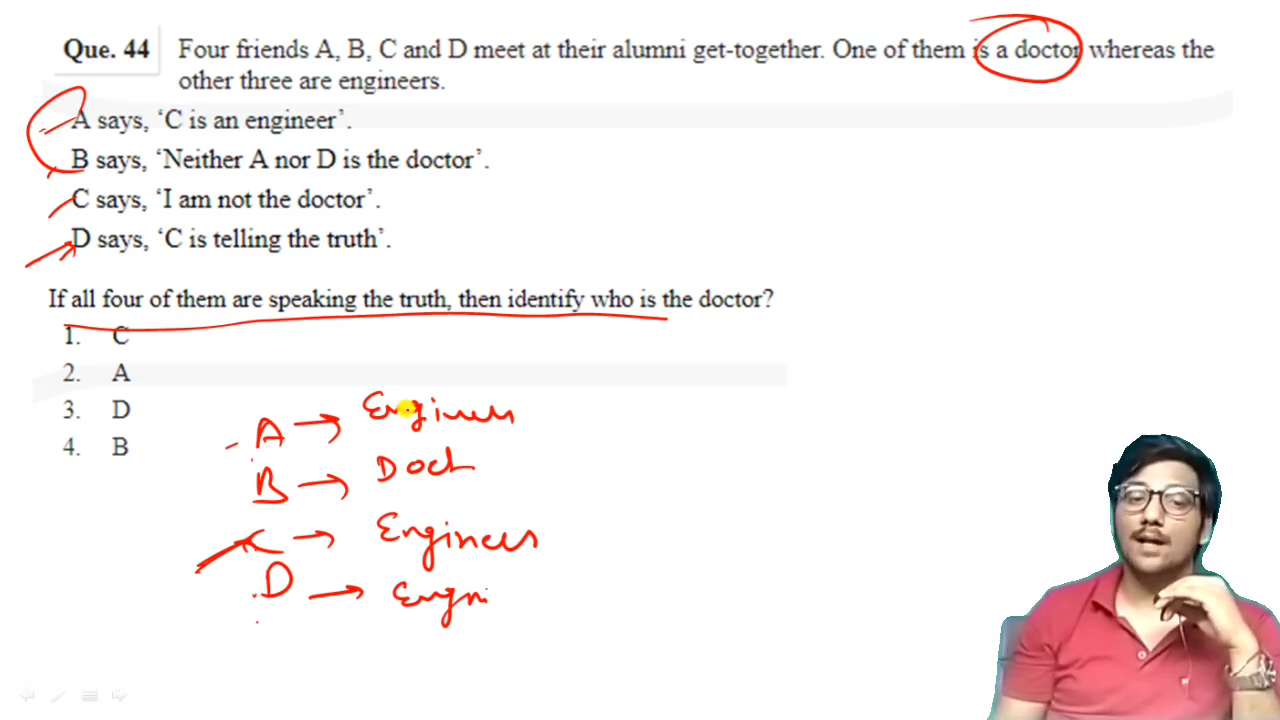 Que. 44 Four friends A, B, C and D meet at their alumni get-together. One of them is a doctor whereas the
other three are engineers.
A says, ‘C is an engineer’.
B says, ‘Neither A nor D is the doctor’.
C says, ‘I am not the doctor’.
D says, ‘C is telling the truth’.
If all four of them are speaking the truth, then identify who is the doctor?
1. C
2. A
3. D
4. B
A → Engineer
B → Doct
C → Engineer
D → Engni